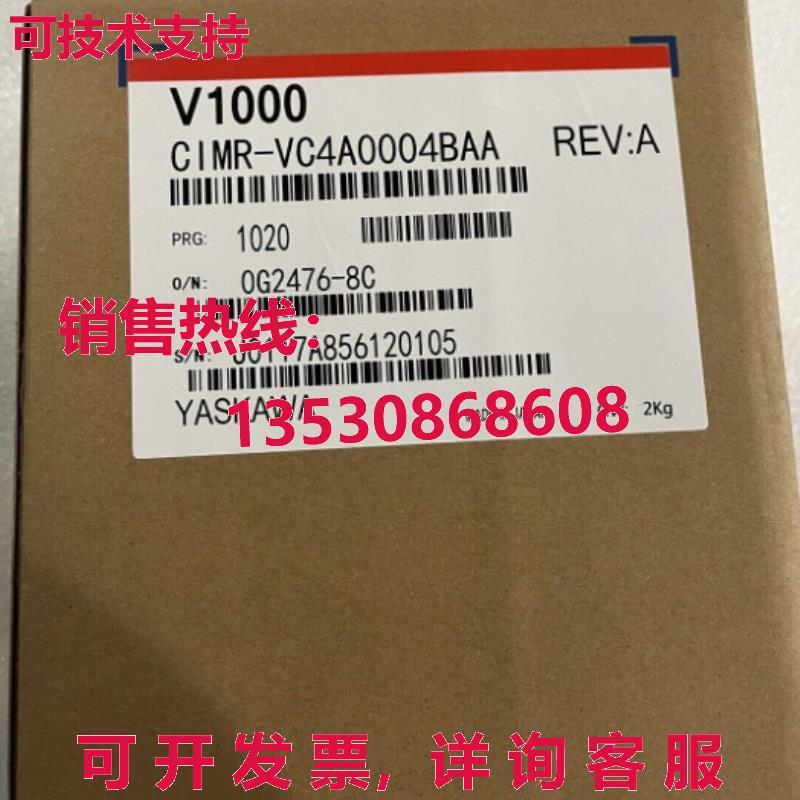 可技术支持
V1000
CIMR-VC4A0004BAA
REV:A
PRG: 1020
O/N: 0G2476-8C
销售热线:
S/N: 7A856120105
YASKAWA
13530868608
2Kg
可开发票, 详询客服